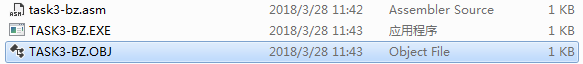 task3-bz.asm 2018/3/28 11:42 Assembler Source 1 KB
TASK3-BZ.EXE 2018/3/28 11:43 应用程序 1 KB
TASK3-BZ.OBJ 2018/3/28 11:43 Object File 1 KB